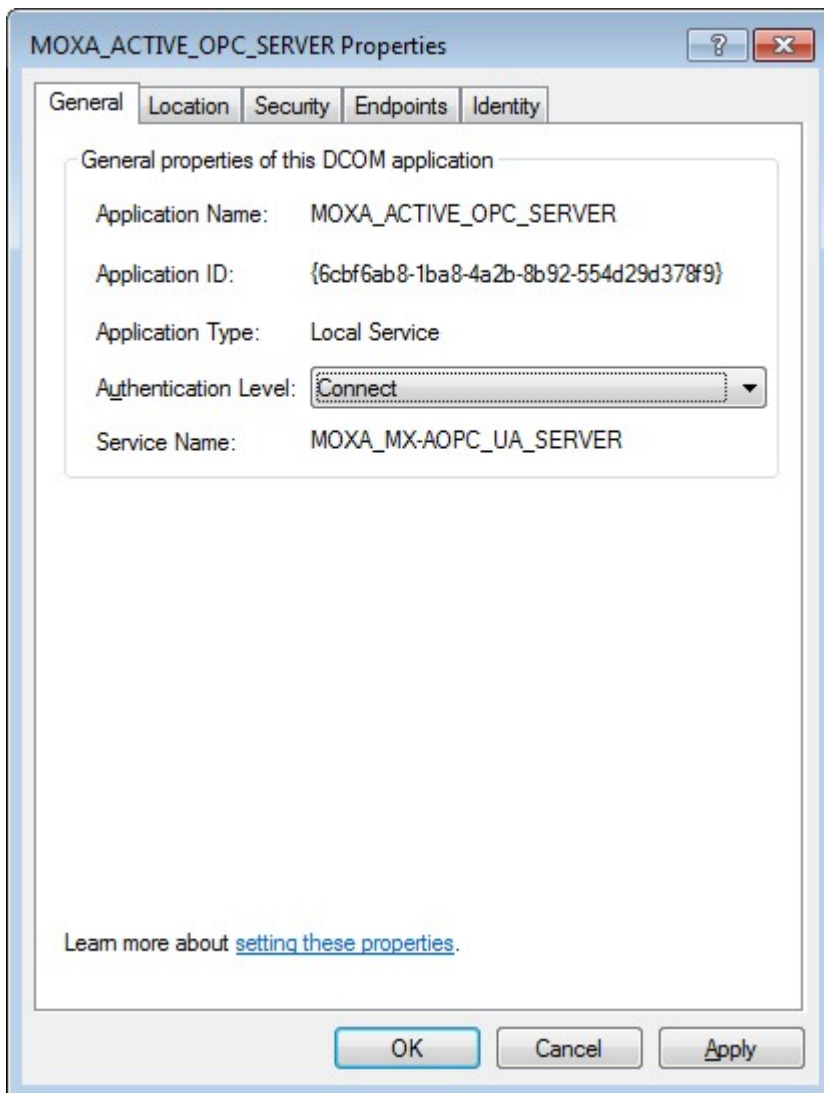 MOXA_ACTIVE_OPC_SERVER Properties
General Location Security Endpoints Identity
General properties of this DCOM application
Application Name: MOXA_ACTIVE_OPC_SERVER
Application ID: {6cbf6ab8-1ba8-4a2b-8b92-554d29d378f9}
Application Type: Local Service
Authentication Level: Connect
Service Name: MOXA_MX-AOPC_UA_SERVER
Learn more about setting these properties.
OK Cancel Apply